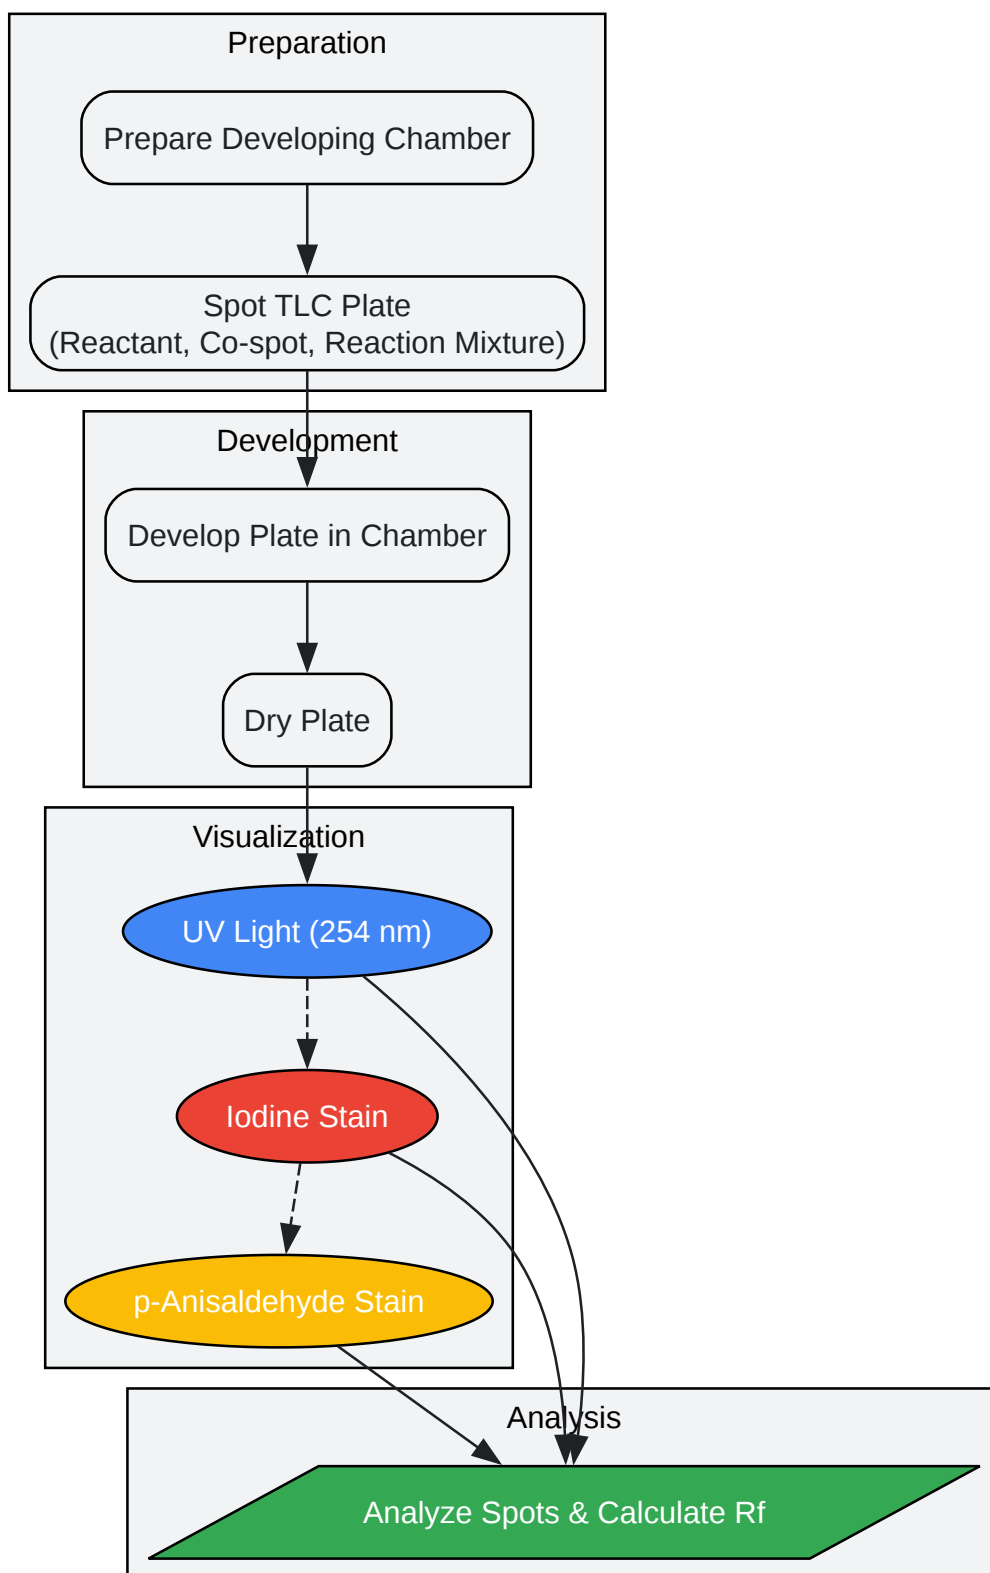 Preparation
Prepare Developing Chamber
Spot TLC Plate
(Reactant, Co-spot, Reaction Mixture)
Development
Develop Plate in Chamber
Dry Plate
Visualization
UV Light (254 nm)
Iodine Stain
p-Anisaldehyde Stain
Analysis
Analyze Spots & Calculate Rf